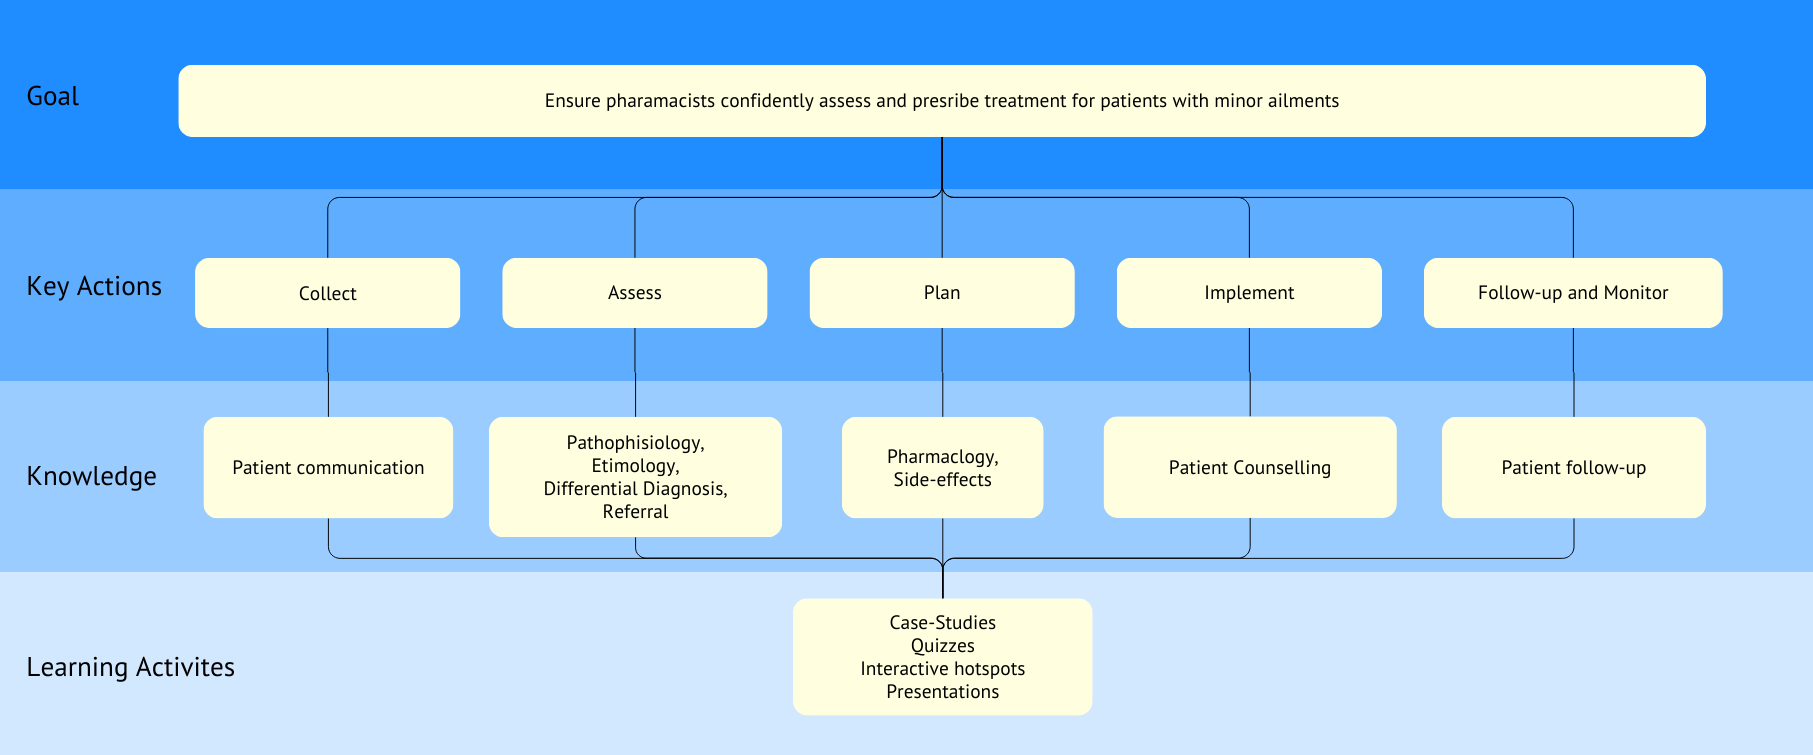 Goal
Ensure pharamacists confidently assess and presribe treatment for patients with minor ailments
Key Actions
Collect
Assess
Plan
Implement
Follow-up and Monitor
Knowledge
Patient communication
Pathophisiology,
Etimology,
Differential Diagnosis,
Referral
Pharmaclogy,
Side-effects
Patient Counselling
Patient follow-up
Learning Activites
Case-Studies
Quizzes
Interactive hotspots
Presentations